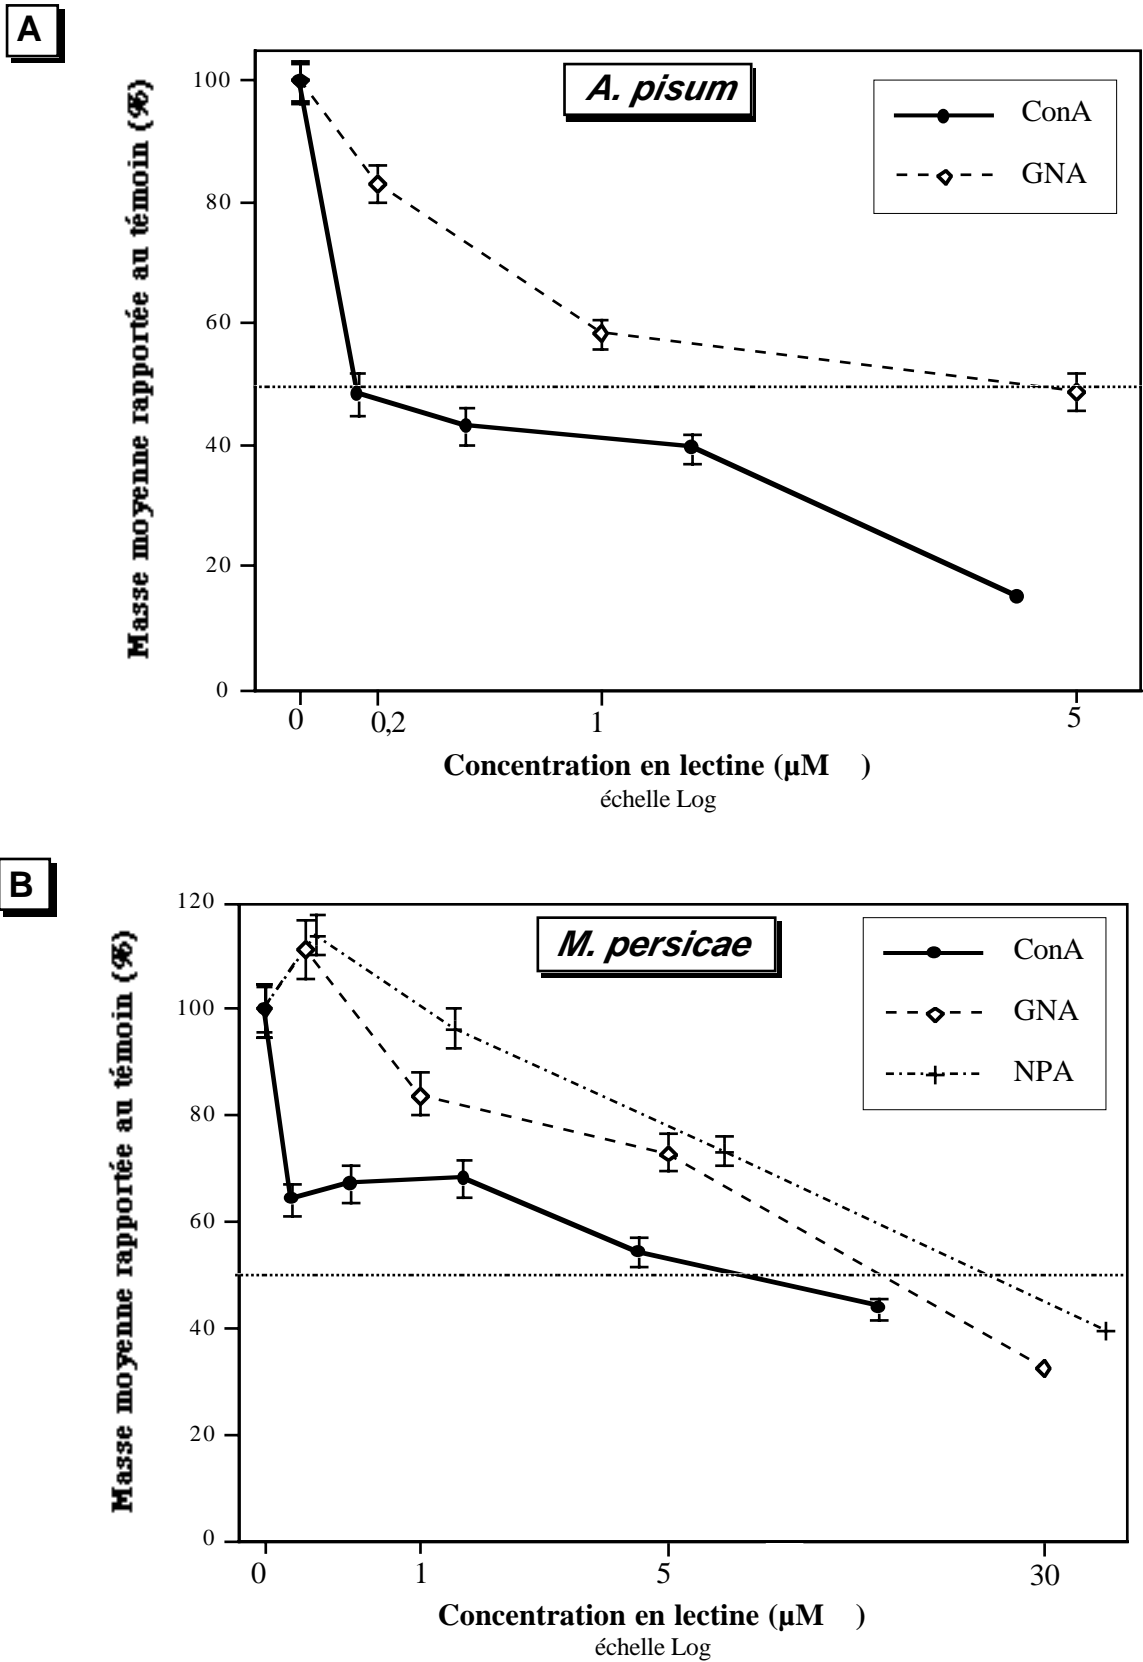 A
Masse moyenne rapportée au témoin (%)
A. pisum
ConA
GNA
100
80
60
40
20
0
0
0,2
1
5
Concentration en lectine (µM )
échelle Log
B
Masse moyenne rapportée au témoin (%)
M. persicae
ConA
GNA
NPA
120
100
80
60
40
20
0
0
1
5
30
Concentration en lectine (µM )
échelle Log